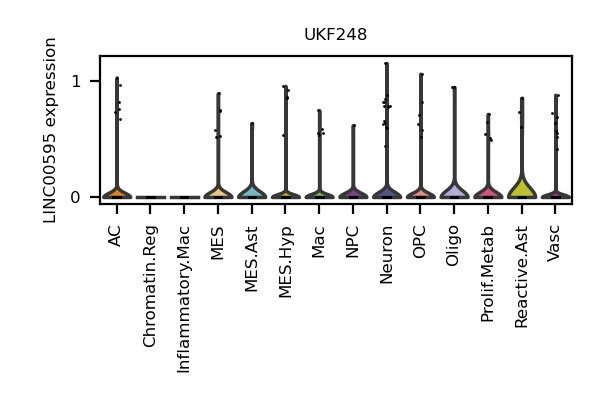 UKF248
LINC00595 expression
1
0
AC
Chromatin.Reg
Inflammatory.Mac
MES
MES.Ast
MES.Hyp
Mac
NPC
Neuron
OPC
Oligo
Prolif.Metab
Reactive.Ast
Vasc